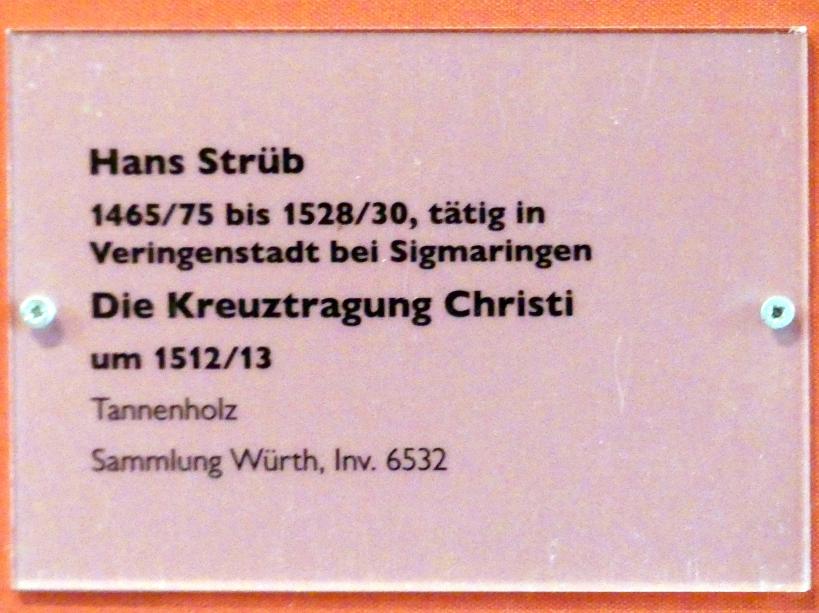 Hans Strüb
1465/75 bis 1528/30, tätig in
Veringenstadt bei Sigmaringen
Die Kreuztragung Christi
um 1512/13
Tannenholz
Sammlung Würth, Inv. 6532